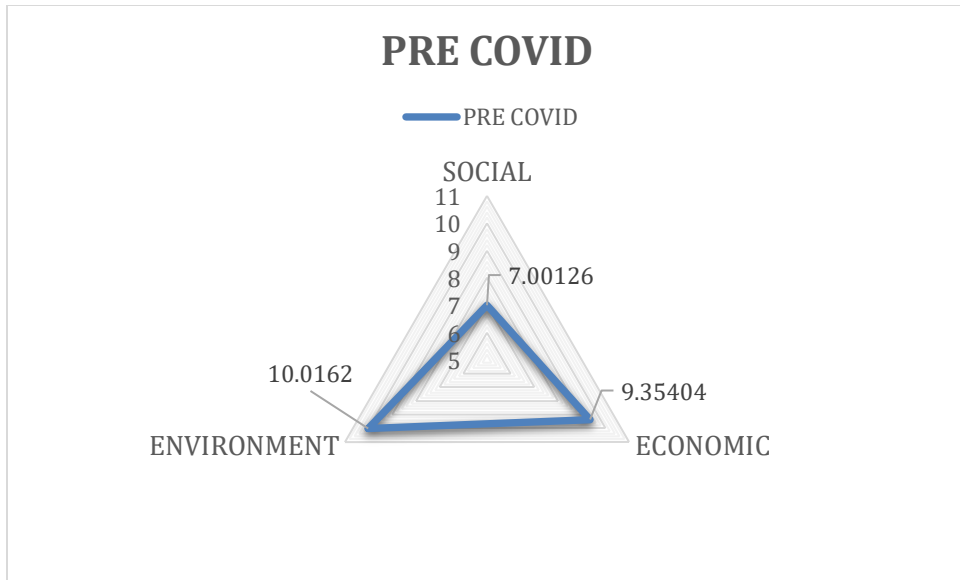 PRE COVID
PRE COVID
SOCIAL
11
10
9
8
7
6
5
7.00126
10.0162
9.35404
ENVIRONMENT
ECONOMIC